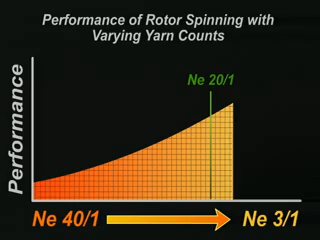 Performance of Rotor Spinning with
Varying Yarn Counts
Ne 20/1
Performance
Ne 40/1
Ne 3/1